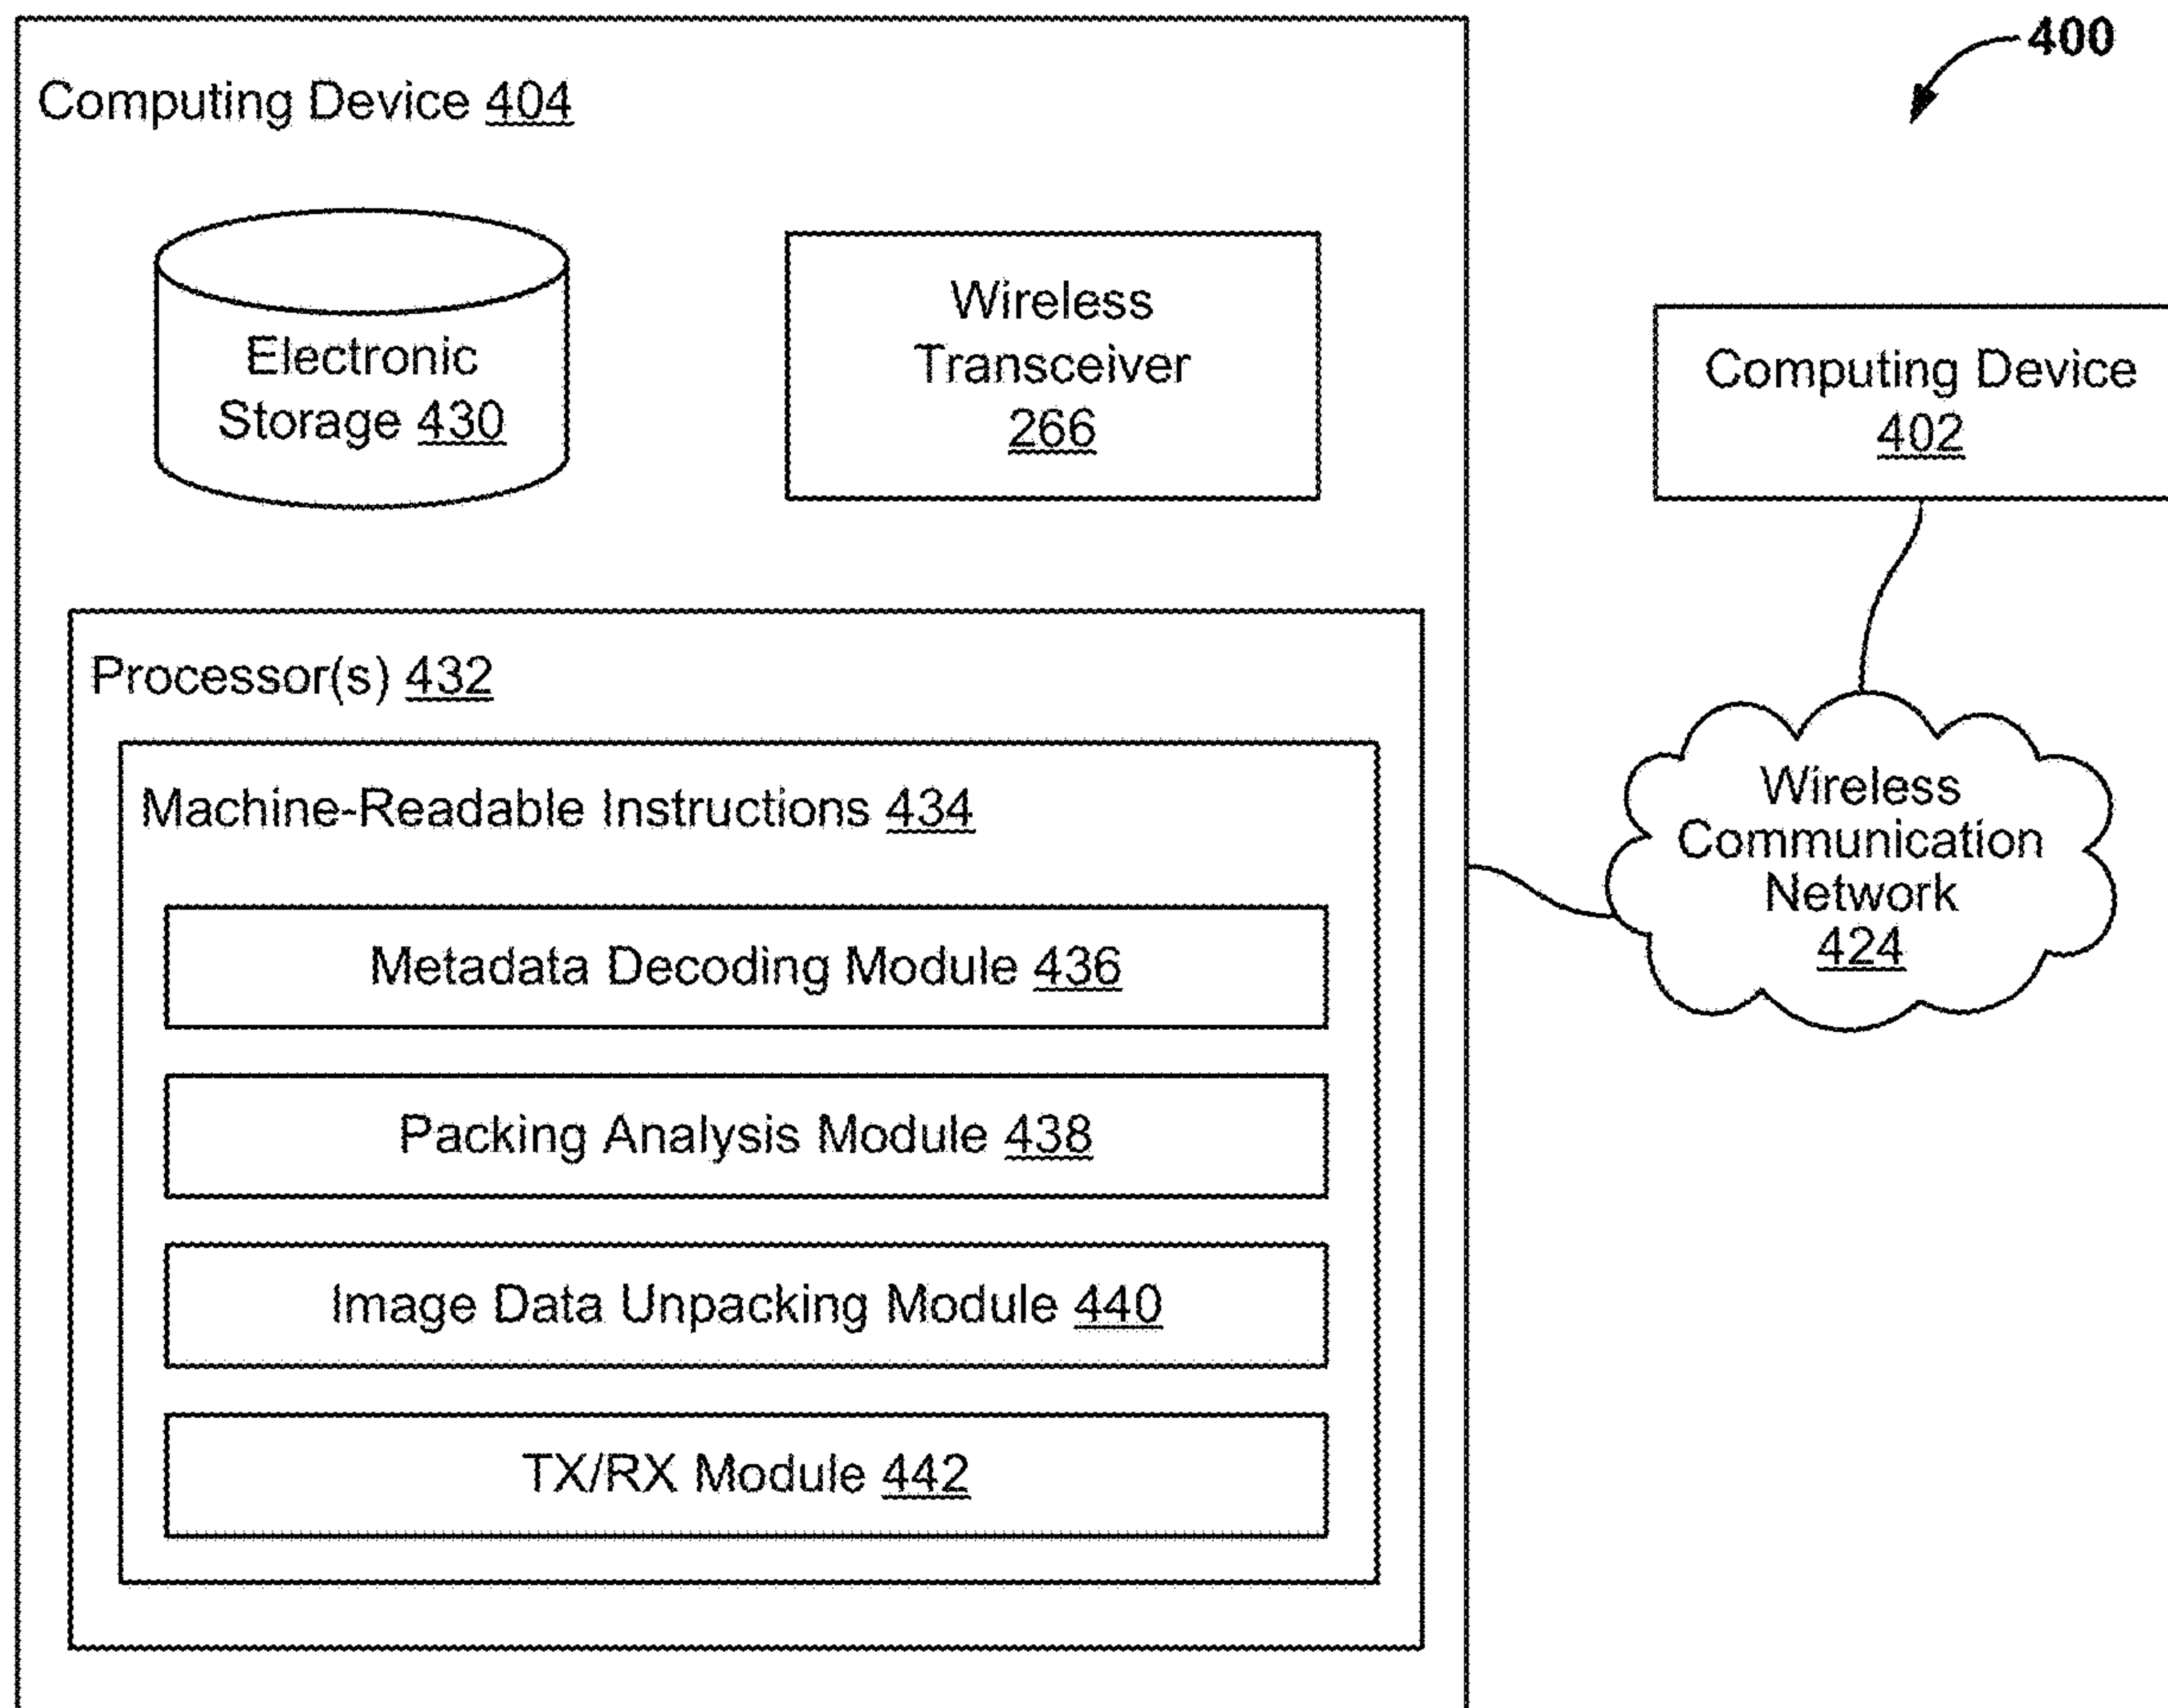 400
Computing Device 404
Electronic
Storage 430
Wireless
Transceiver
266
Computing Device
402
Processor(s) 432
Machine-Readable Instructions 434
Metadata Decoding Module 436
Packing Analysis Module 438
Image Data Unpacking Module 440
TX/RX Module 442
Wireless
Communication
Network
424